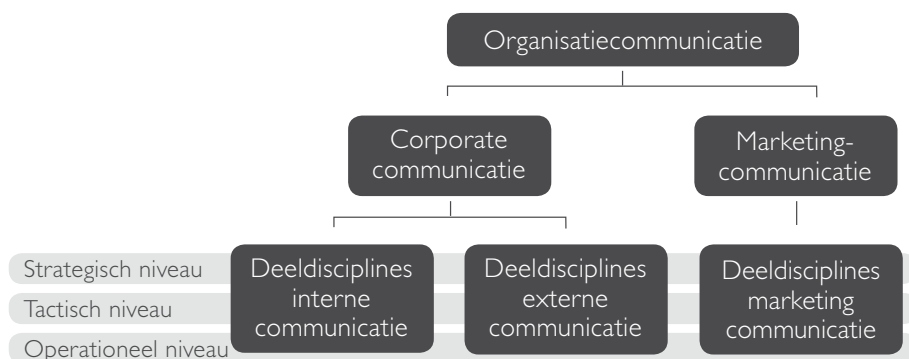 Organisatiecommunicatie
Corporate
communicatie
Marketing-
communicatie
Strategisch niveau
Tactisch niveau
Operationeel niveau
Deeldisciplines
interne
communicatie
Deeldisciplines
externe
communicatie
Deeldisciplines
marketing
communicatie